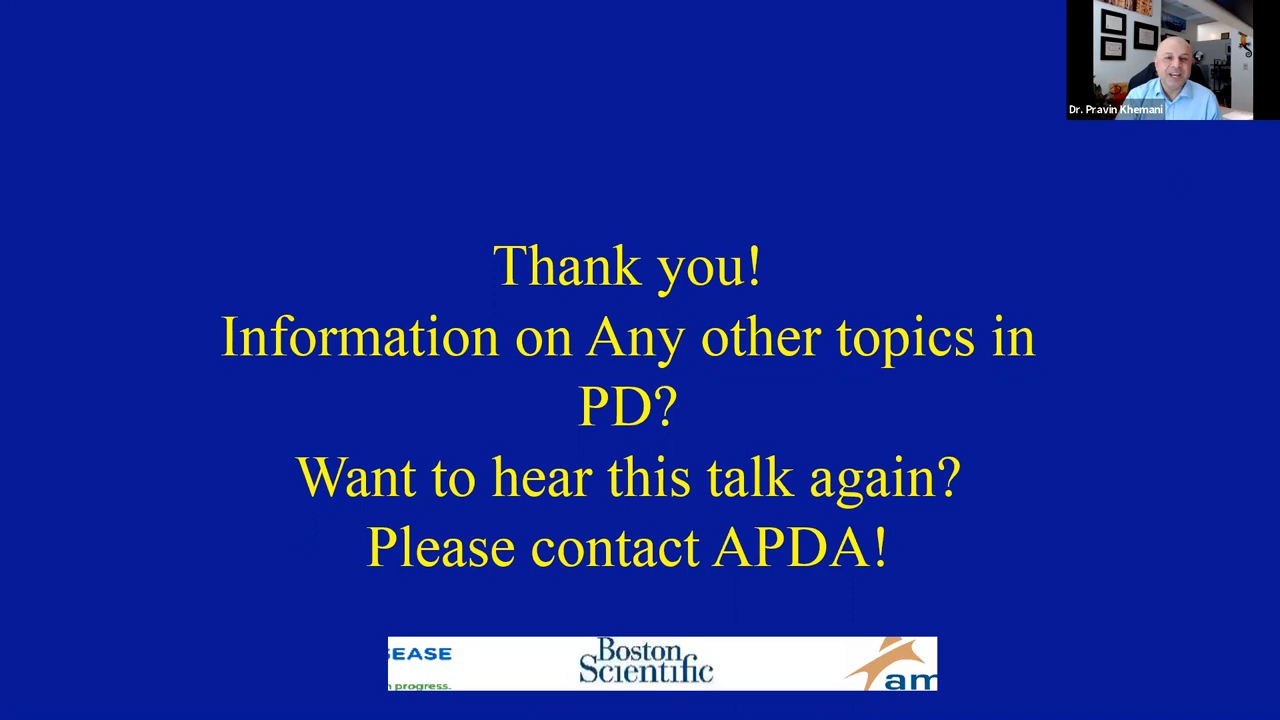 Dr. Pravin Khemani
Thank you!
Information on Any other topics in
PD?
Want to hear this talk again?
Please contact APDA!
EASE
progress.
Boston
Scientific
am